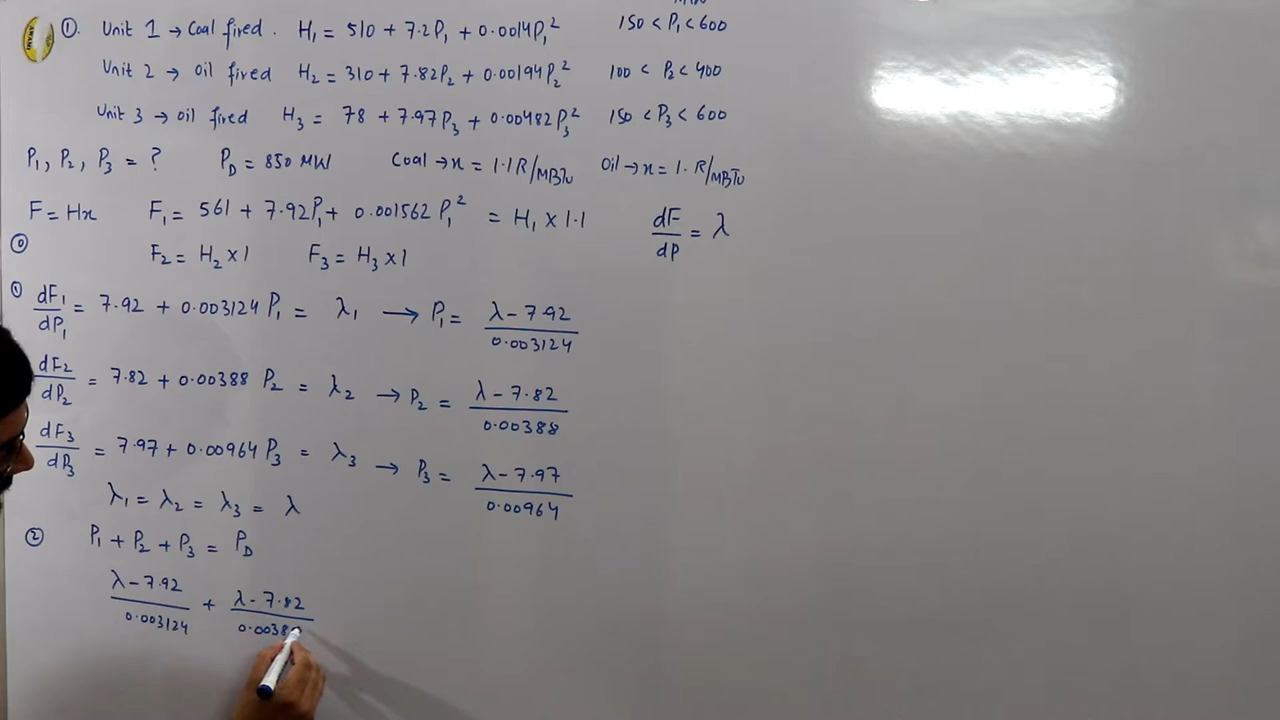 ①. Unit 1 → Coal fired. H₁ = 510 + 7.2P₁ + 0.0014P₁² 150 < P₁ < 600
Unit 2 → Oil fired H₂ = 310 + 7.82P₂ + 0.00194P₂² 100 < P₂ < 400
Unit 3 → oil fired H₃ = 78 + 7.97P₃ + 0.00482P₃² 150 < P₃ < 600
P₁, P₂, P₃ = ? P_D = 850 MW Coal → x = 1.1 R/MBTu Oil → x = 1. R/MBTu
F = Hx F₁ = 561 + 7.92P₁ + 0.001562 P₁² = H₁ × 1.1 dF/dP = λ
⓪ F₂ = H₂ × 1 F₃ = H₃ × 1
① dF₁/dP₁ = 7.92 + 0.003124 P₁ = λ₁ → P₁ = (λ - 7.92)/0.003124
dF₂/dP₂ = 7.82 + 0.00388 P₂ = λ₂ → P₂ = (λ - 7.82)/0.00388
dF₃/dP₃ = 7.97 + 0.00964 P₃ = λ₃ → P₃ = (λ - 7.97)/0.00964
λ₁ = λ₂ = λ₃ = λ
② P₁ + P₂ + P₃ = P_D
(λ - 7.92)/0.003124 + (λ - 7.82)/0.0038